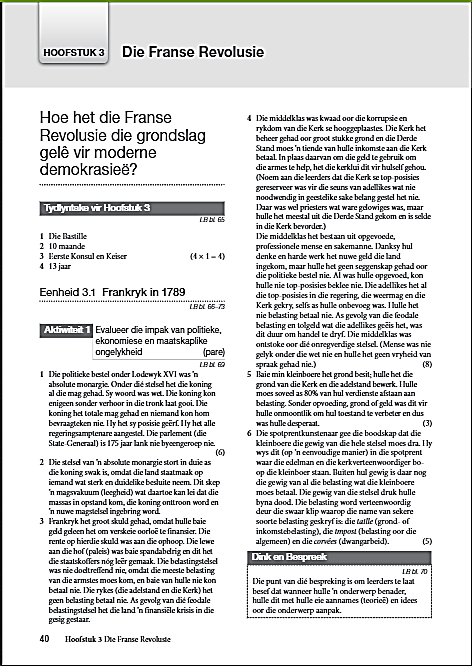 HOOFSTUK 3
Die Franse Revolusie
Hoe het die Franse
Revolusie die grondslag
gelê vir moderne
demokrasieë?
Tydlyntake vir Hoofstuk 3
LB bl. 65
1 Die Bastille
2 10 maande
3 Eerste Konsul en Keiser (4 × 1 = 4)
4 13 jaar
Eenheid 3.1 Frankryk in 1789
LB bl. 66–73
Aktiwiteit 1 Evalueer die impak van politieke,
ekonomiese en maatskaplike
ongelykheid (pare)
LB bl. 69
1 Die politieke bestel onder Lodewyk XVI was 'n
absolute monargie. Onder dié stelsel het die koning
al die mag gehad. Sy woord was wet. Die koning kon
enigeen sonder verhoor in die tronk laat gooi. Die
koning het totale mag gehad en niemand kon hom
bevraagteken nie. Hy het sy posisie geërf. Hy het alle
regeringsamptenare aangestel. Die parlement (die
State-Generaal) is 175 jaar lank nie byeengeroep nie.
(6)
2 Die stelsel van 'n absolute monargie stort in duie as
die koning swak is, omdat die land staatmaak op
iemand wat sterk en duidelike besluite neem. Dit skep
'n magsvakuum (leegheid) wat daartoe kan lei dat die
massas in opstand kom, die koning onttroon word en
'n nuwe magstelsel ingebring word.
3 Frankryk het groot skuld gehad, omdat hulle baie
geld geleen het om verskeie oorloë te finansier. Die
rente op hierdie skuld was aan die ophoop. Die lewe
aan die hof (paleis) was baie spandabelrig en dit het
die staatskoffers nóg leër gemaak. Die belastingstelsel
was nie doeltreffend nie, omdat die meeste belasting
van die armstes moes kom, en baie van hulle nie kon
betaal nie. Die rykes (die adelstand en die Kerk) het
geen belasting betaal nie. As gevolg van dié feodale
belastingstelsel het die land 'n finansiële krisis in die
gesig gestaar.
4 Die middelklas was kwaad oor die korrupsie en
rykdom van die Kerk se hooggeplaastes. Die Kerk het
beheer gehad oor groot stukke grond en die Derde
Stand moes 'n tiende van hulle inkomste aan die Kerk
betaal. In plaas daarvan om die geld te gebruik om
die armes te help, het die kerklui dit vir hulself gehou.
(Noem aan die leerders dat die Kerk se top-posisies
gereserveer was vir die seuns van adellikes wat nie
noodwendig in geestelike sake belang gestel het nie.
Daar was wel priesters wat ware gelowiges was, maar
hulle het meestal uit die Derde Stand gekom en is selde
in die Kerk bevorder.)
Die middelklas het bestaan uit opgevoede,
professionele mense en sakemanne. Danksy hul
denke en harde werk het nuwe geld die land
ingekom, maar hulle het geen seggenskap gehad oor
die politieke bestel nie. Al was hulle opgevoed, kon
hulle nie top-posisies beklee nie. Die adellikes het al
die top-posisies in die regering, die weermag en die
Kerk gekry, selfs as hulle onbevoeg was. Hulle het
nie belasting betaal nie. As gevolg van die feodale
belasting en tolgeld wat die adellikes geëis het, was
dit duur om handel te dryf. Die middelklas was
ontstoke oor dié onregverdige stelsel. (Mense was nie
gelyk onder die wet nie en hulle het geen vryheid van
spraak gehad nie.) (8)
5 Baie min kleinboere het grond besit; hulle het die
grond van die Kerk en die adelstand bewerk. Hulle
moes soveel as 80% van hul verdienste afstaan aan
belasting. Sonder opvoeding, grond of geld was dit vir
hulle onmoontlik om hul toestand te verbeter en dus
was hulle desperaat. (3)
6 Die spotprentkunstenaar gee die boodskap dat die
kleinboere die gewig van die hele stelsel moes dra. Hy
wys dit (op 'n eenvoudige manier) in die spotprent
waar die edelman en die kerkverteenwoordiger bo-
op die kleinboer staan. Buiten hul gewig is daar nog
die gewig van al die belasting wat die kleinboere
moes betaal. Die gewig van die stelsel druk hulle
byna dood. Die belasting word verteenwoordig
deur die swaar klip waarop die name van sekere
soorte belasting geskryf is: die taille (grond- of
inkomstebelasting), die impost (belasting oor die
algemeen) en die corvées (dwangarbeid). (5)
Dink en Bespreek
LB bl. 70
Die punt van dié bespreking is om leerders te laat
besef dat wanneer hulle 'n onderwerp benader,
hulle dit met hulle eie aannames (teorieë) en idees
oor die onderwerp aanpak.
40 Hoofstuk 3 Die Franse Revolusie